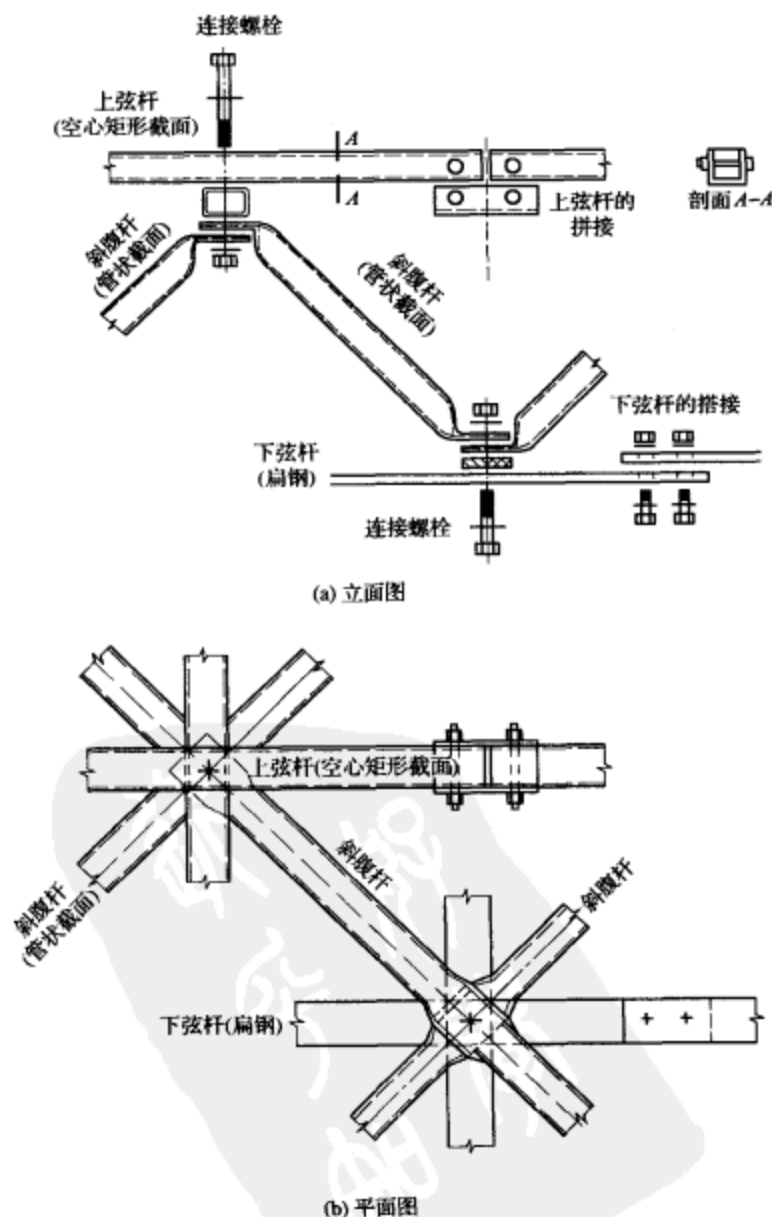 连接螺栓
上弦杆
(空心矩形截面)
A
A
上弦杆的
拼接
剖面 A-A
斜腹杆
(管状截面)
斜腹杆
(管状截面)
下弦杆的搭接
下弦杆
(扁钢)
连接螺栓
(a) 立面图
上弦杆(空心矩形截面)
斜腹杆
斜腹杆
(管状截面)
斜腹杆
下弦杆(扁钢)
(b) 平面图